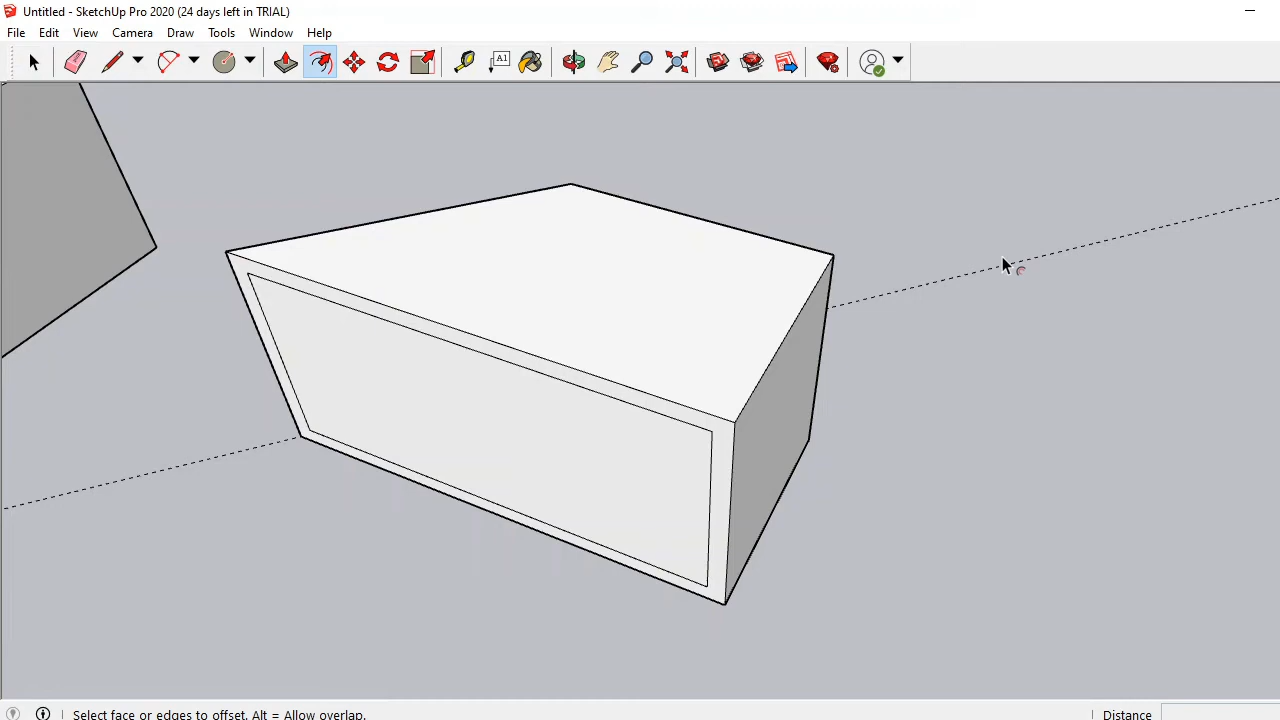 Untitled - SketchUp Pro 2020 (24 days left in TRIAL)
File Edit View Camera Draw Tools Window Help
A1
Select face or edges to offset. Alt = Allow overlap. Distance